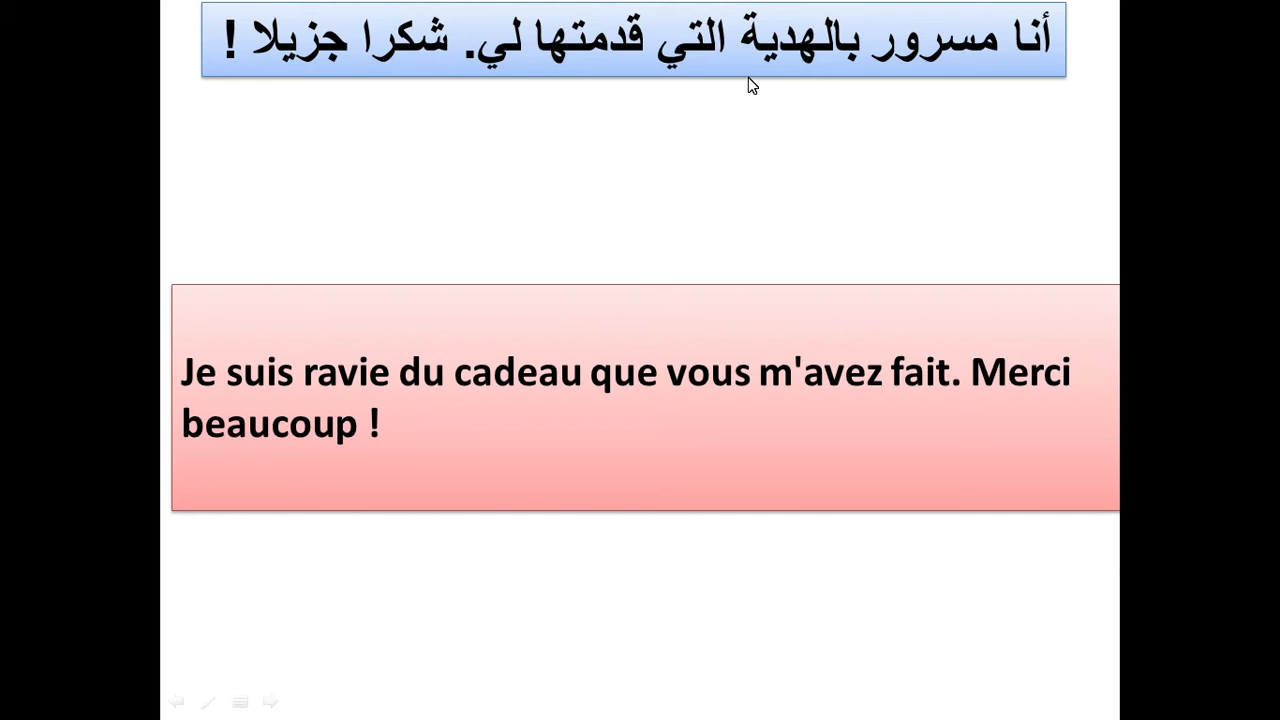 أنا مسرور بالهدية التي قدمتها لي. شكرا جزيلا !
Je suis ravie du cadeau que vous m'avez fait. Merci
beaucoup !